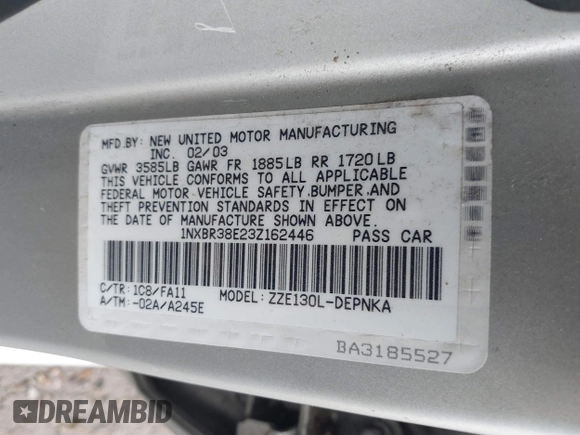 MFD.BY: NEW UNITED MOTOR MANUFACTURING
INC. 02/03
GVWR 3585LB GAWR FR 1885LB RR 1720LB
THIS VEHICLE CONFORMS TO ALL APPLICABLE
FEDERAL MOTOR VEHICLE SAFETY,BUMPER,AND
THEFT PREVENTION STANDARDS IN EFFECT ON
THE DATE OF MANUFACTURE SHOWN ABOVE.
1NXBR38E23Z162446 PASS CAR
C/TR: 1C8/FA11 MODEL: ZZE130L-DEPNKA
A/TM: -02A/A245E
BA3185527
DREAMBID